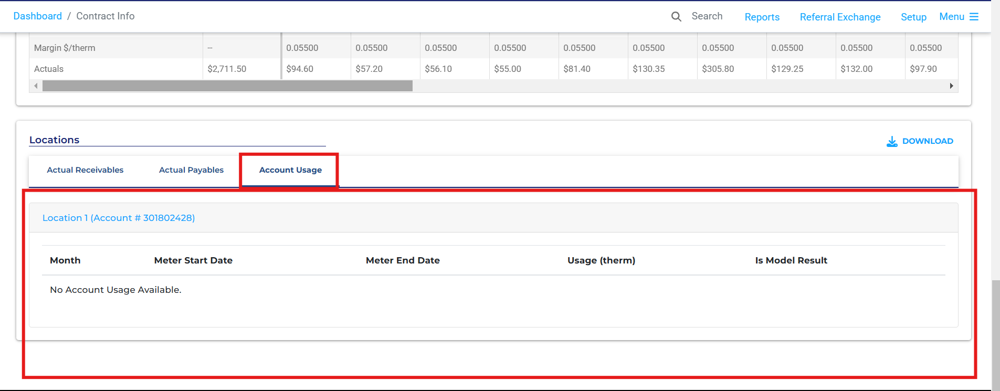 Dashboard / Contract Info Search Reports Referral Exchange Setup Menu
Margin $/therm -- 0.05500 0.05500 0.05500 0.05500 0.05500 0.05500 0.05500 0.05500 0.05500 0.05500
Actuals $2,711.50 $94.60 $57.20 $56.10 $55.00 $81.40 $130.35 $305.80 $129.25 $132.00 $97.90
Locations DOWNLOAD
Actual Receivables Actual Payables Account Usage
Location 1 (Account # 301802428)
Month Meter Start Date Meter End Date Usage (therm) Is Model Result
No Account Usage Available.